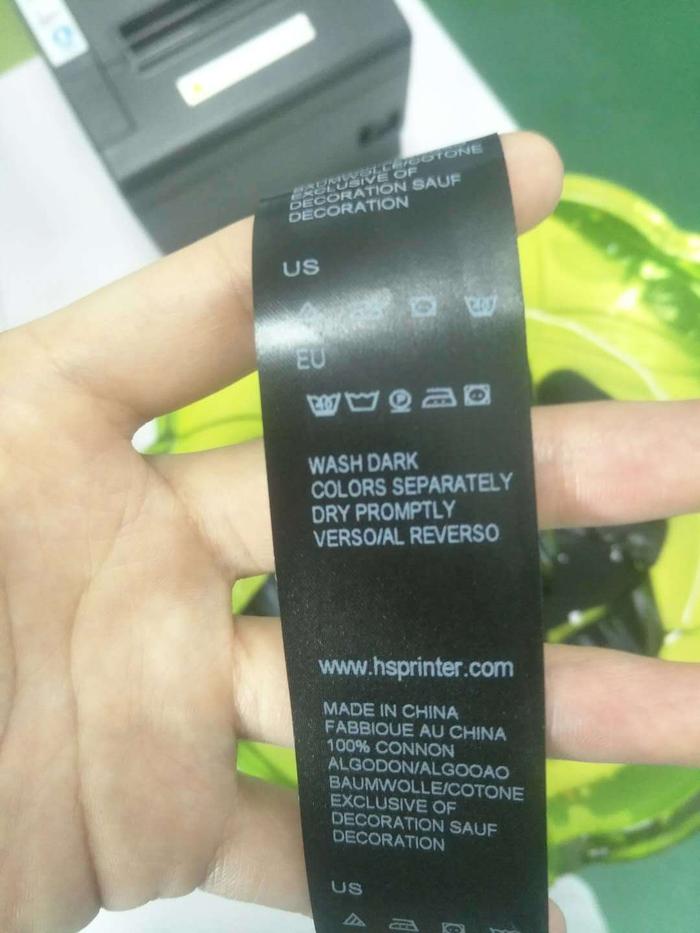 BAUMWOLLE/COTONE
EXCLUSIVE OF
DECORATION SAUF
DECORATION
US
EU
WASH DARK
COLORS SEPARATELY
DRY PROMPTLY
VERSO/AL REVERSO
www.hsprinter.com
MADE IN CHINA
FABBIOUE AU CHINA
100% CONNON
ALGODON/ALGOOAO
BAUMWOLLE/COTONE
EXCLUSIVE OF
DECORATION SAUF
DECORATION
US